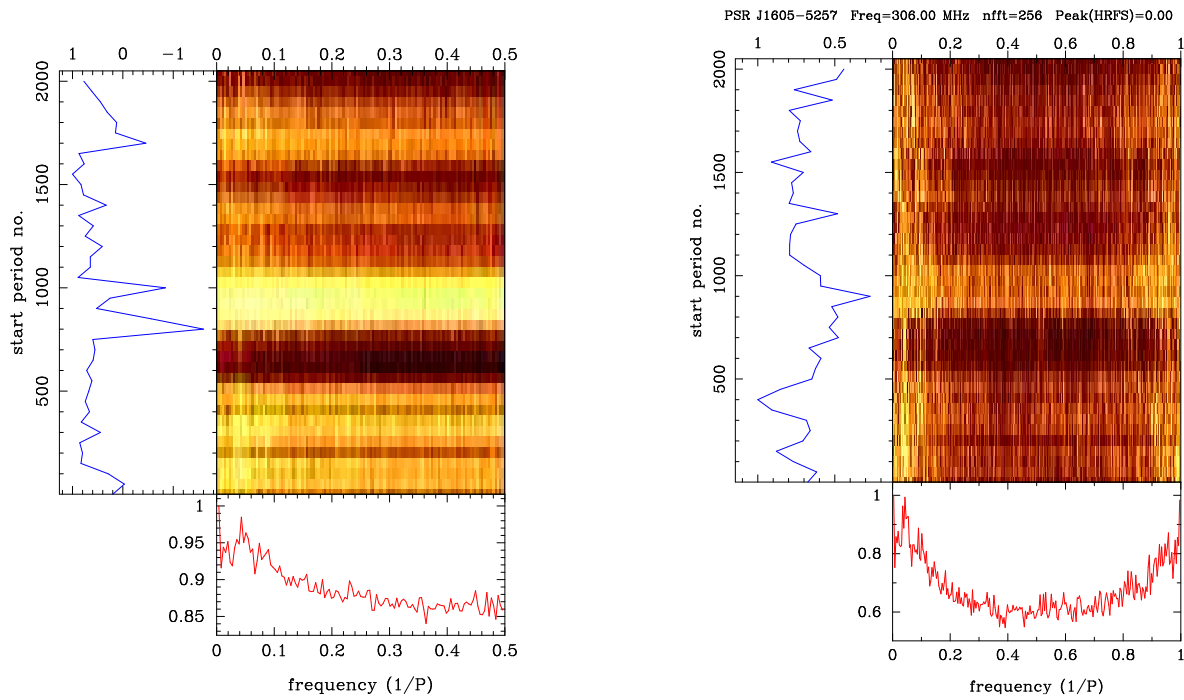 PSR J1605-5257 Freq=306.00 MHz nfft=256 Peak(HRFS)=0.00
1 0 −1
0 0.1 0.2 0.3 0.4 0.5
start period no.
500 1000 1500 2000
1
0.95
0.9
0.85
0 0.1 0.2 0.3 0.4 0.5
frequency (1/P)
1 0.5
0 0.2 0.4 0.6 0.8 1
start period no.
500 1000 1500 2000
1
0.8
0.6
0 0.2 0.4 0.6 0.8 1
frequency (1/P)